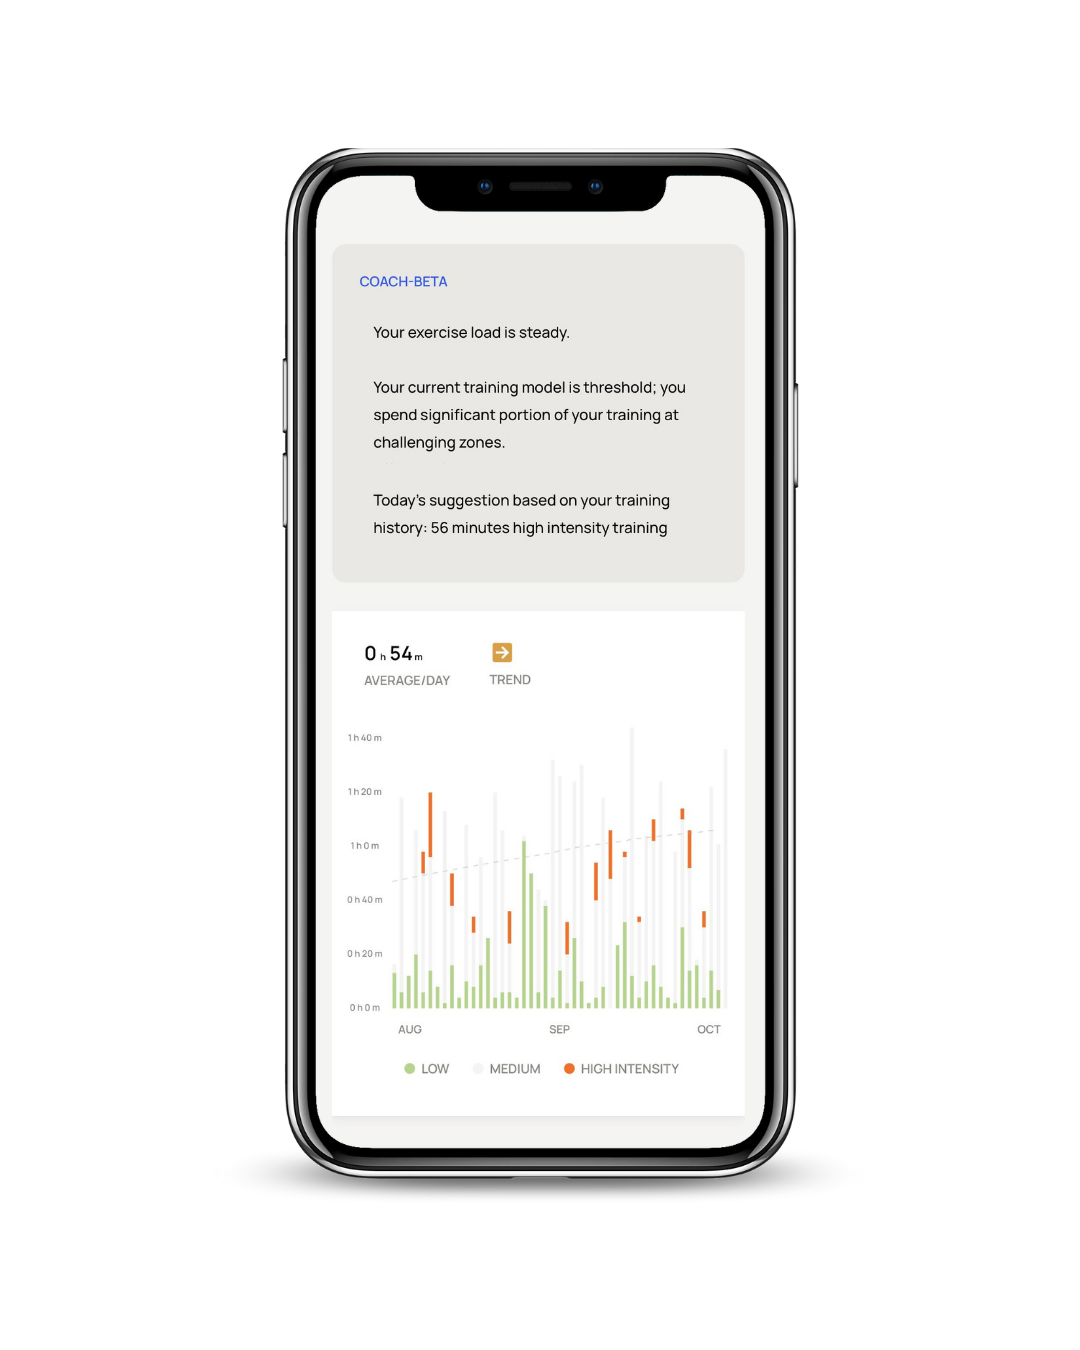 COACH-BETA
Your exercise load is steady.
Your current training model is threshold; you
spend significant portion of your training at
challenging zones.
Today's suggestion based on your training
history: 56 minutes high intensity training
0 h 54 m
AVERAGE/DAY
TREND
1 h 40 m
1 h 20 m
1 h 0 m
0 h 40 m
0 h 20 m
0 h 0 m
AUG SEP OCT
LOW MEDIUM HIGH INTENSITY